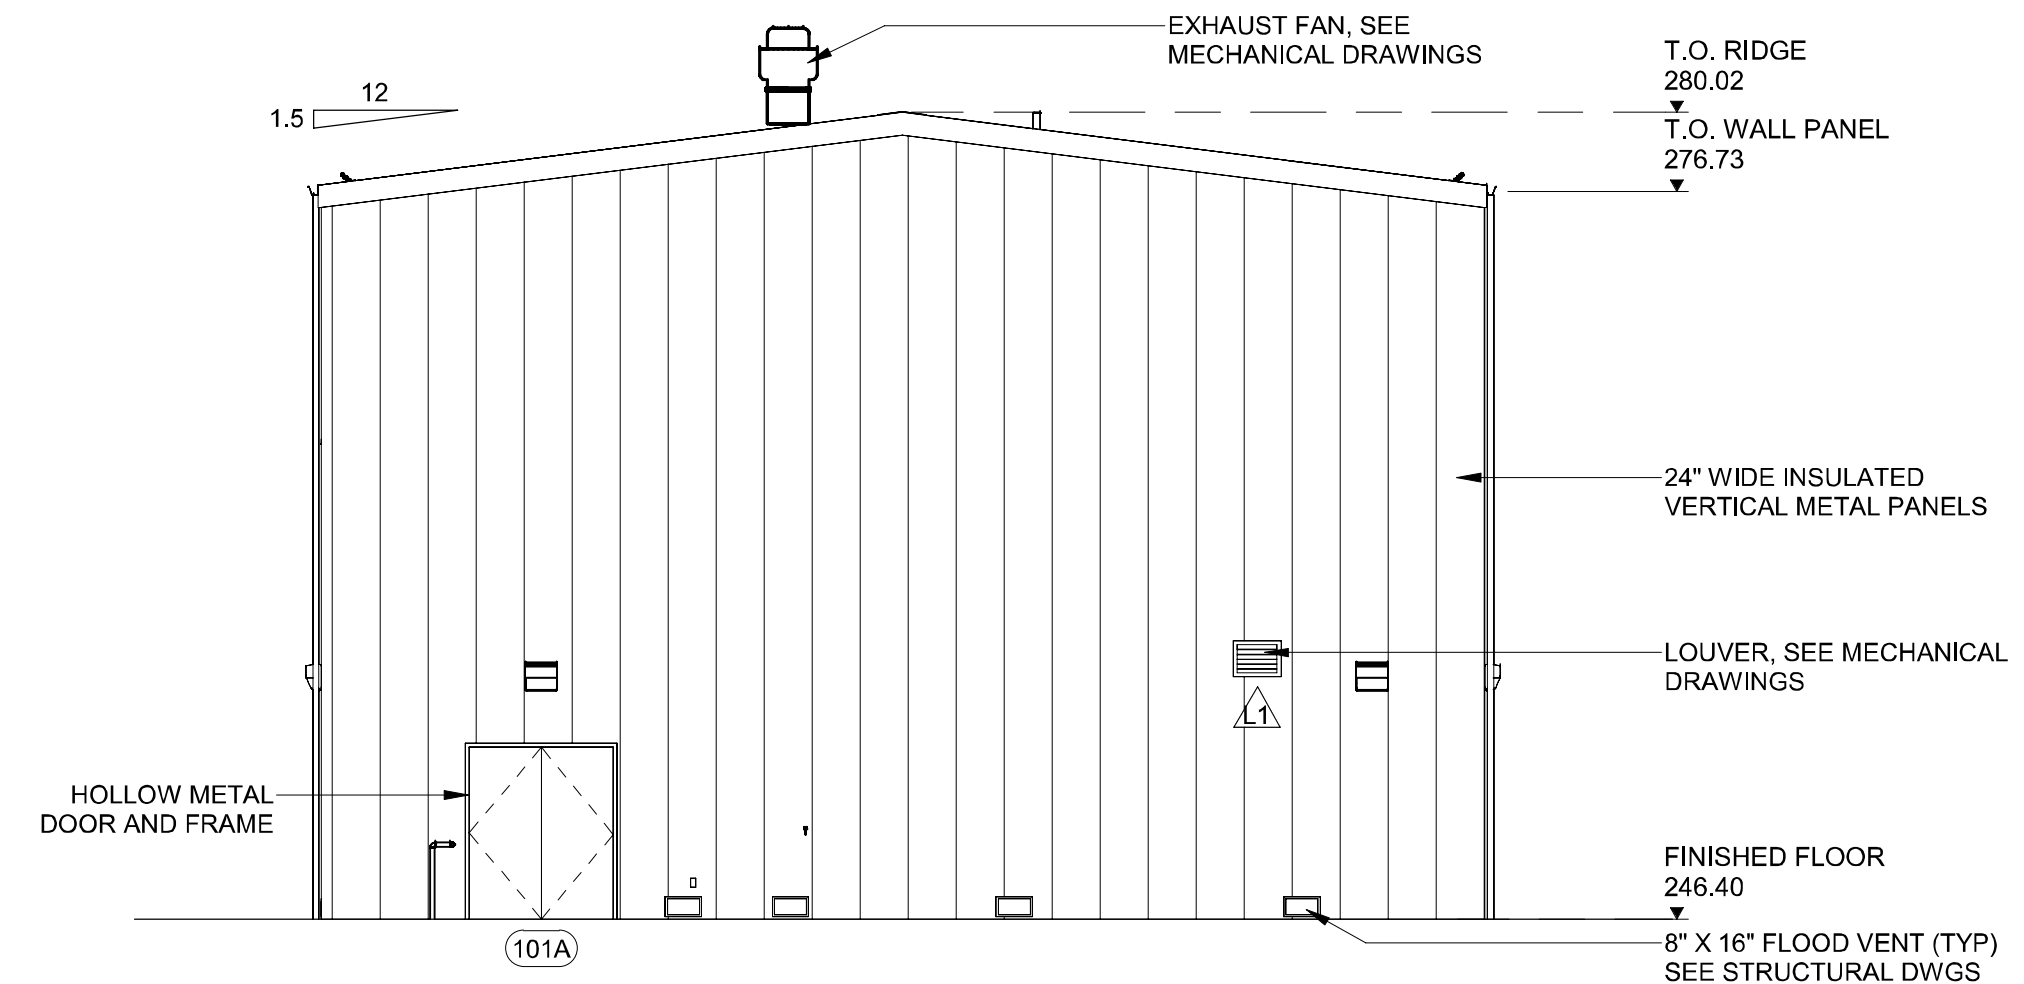 EXHAUST FAN, SEE
MECHANICAL DRAWINGS
T.O. RIDGE
280.02
12
1.5
T.O. WALL PANEL
276.73
24" WIDE INSULATED
VERTICAL METAL PANELS
LOUVER, SEE MECHANICAL
DRAWINGS
L1
HOLLOW METAL
DOOR AND FRAME
FINISHED FLOOR
246.40
101A
8" X 16" FLOOD VENT (TYP)
SEE STRUCTURAL DWGS